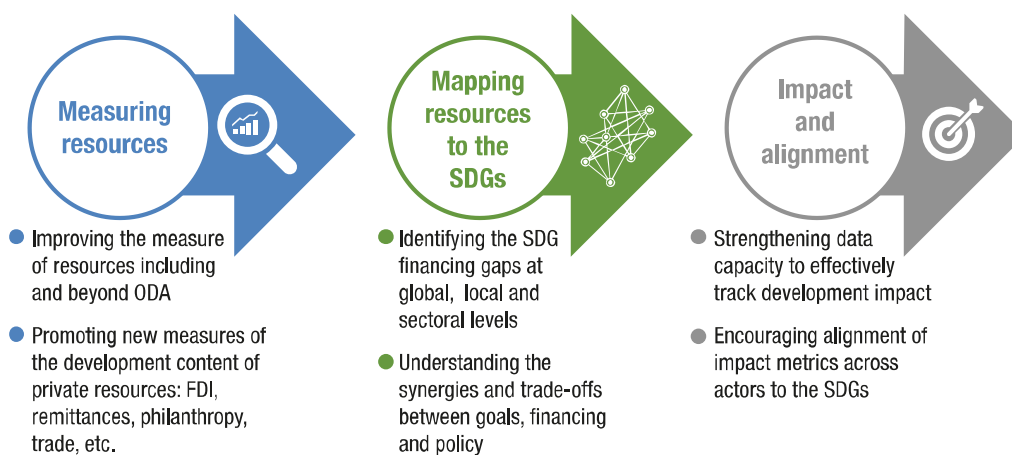 Measuring
resources
Improving the measure
of resources including
and beyond ODA
Promoting new measures of
the development content of
private resources: FDI,
remittances, philanthropy,
trade, etc.
Mapping
resources
to the
SDGs
Identifying the SDG
financing gaps at
global, local and
sectoral levels
Understanding the
synergies and trade-offs
between goals, financing
and policy
Impact
and
alignment
Strengthening data
capacity to effectively
track development impact
Encouraging alignment of
impact metrics across
actors to the SDGs